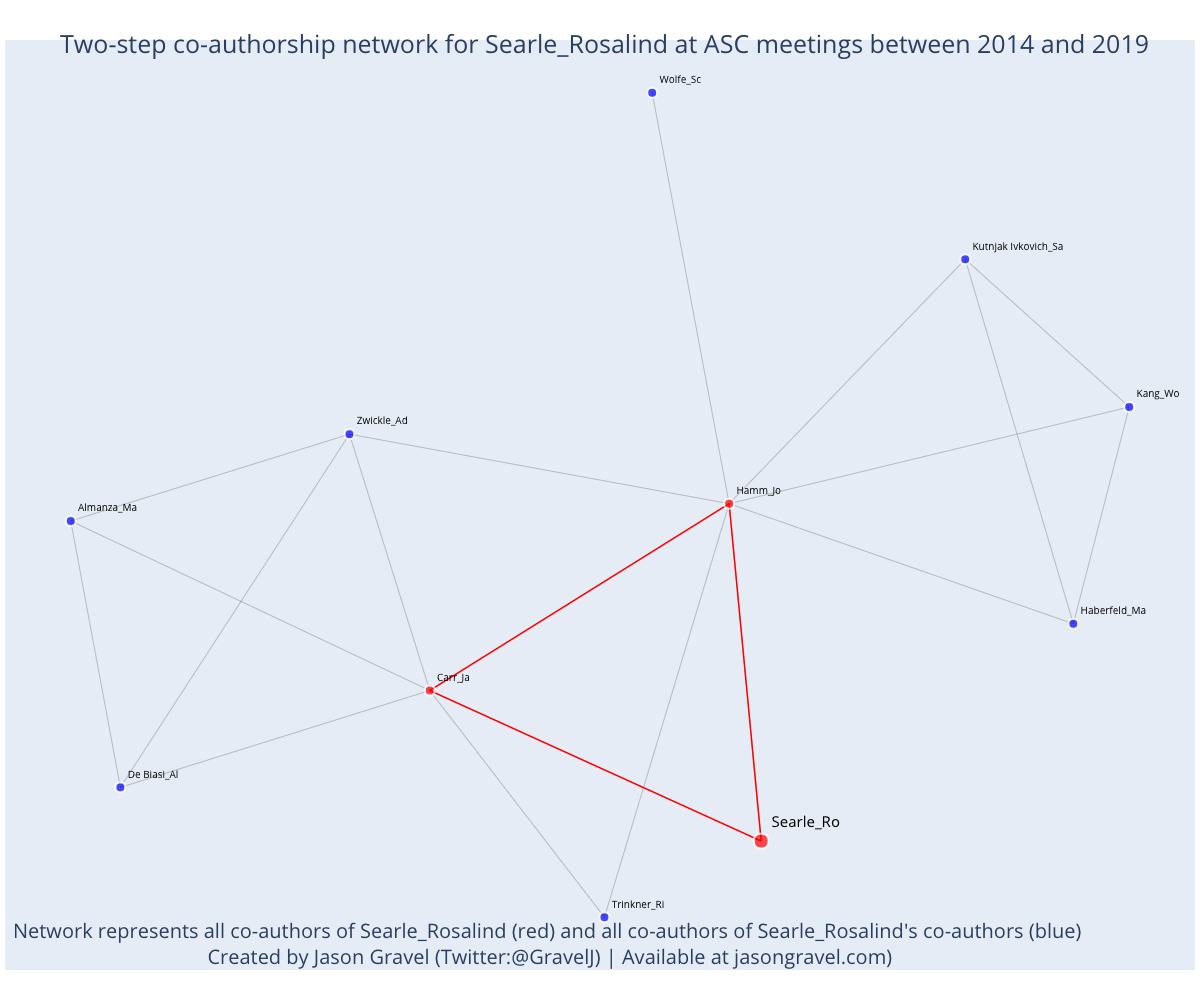 Two-step co-authorship network for Searle_Rosalind at ASC meetings between 2014 and 2019
Wolfe_Sc
Kutnjak Ivkovich_Sa
Kang_Wo
Zwickle_Ad
Hamm_Jo
Almanza_Ma
Haberfeld_Ma
Carr_Ja
De Biasi_Al
Searle_Ro
Trinkner_Ri
Network represents all co-authors of Searle_Rosalind (red) and all co-authors of Searle_Rosalind's co-authors (blue)
Created by Jason Gravel (Twitter:@GravelJ) | Available at jasongravel.com)